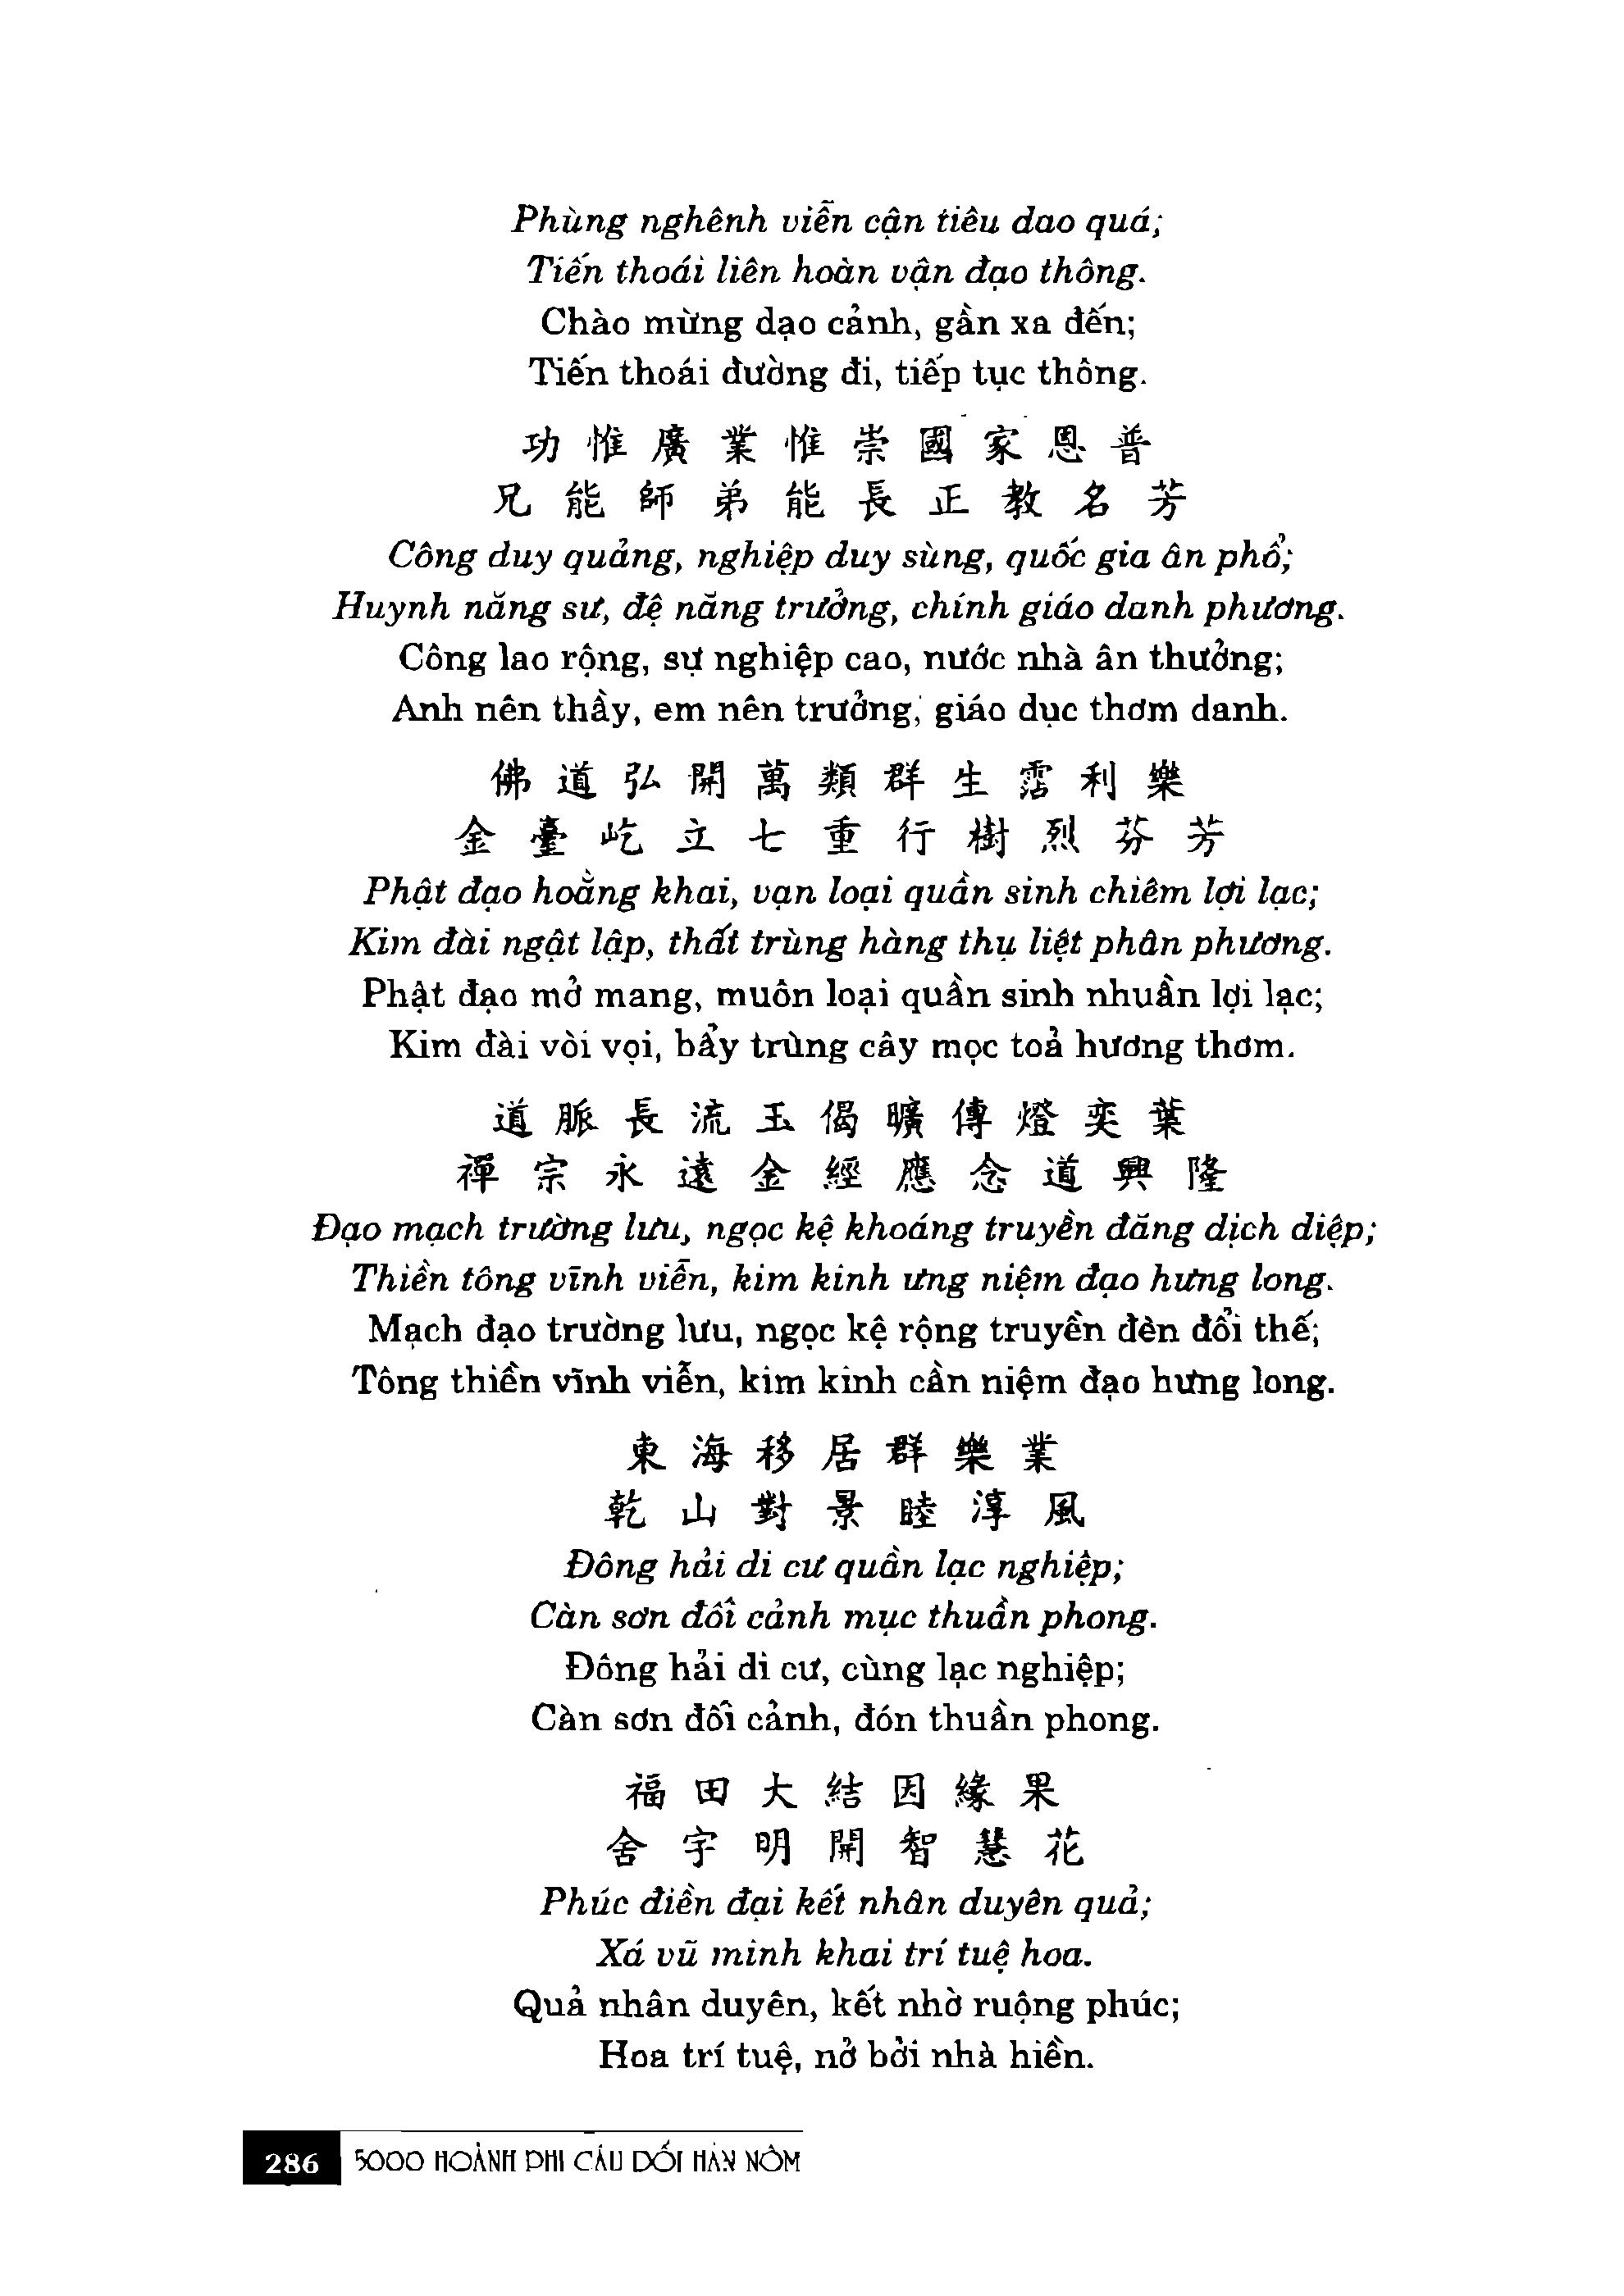 Phùng nghênh viễn cận tiêu dao quá;
Tiến thoái liên hoàn vận đạo thông.
Chào mừng dạo cảnh, gần xa đến;
Tiến thoái đường đi, tiếp tục thông.
功惟廣業惟崇國家恩普
兄能師弟能長正教名芳
Công duy quảng, nghiệp duy sùng, quốc gia ân phổ;
Huynh năng sư, đệ năng trưởng, chính giáo danh phương.
Công lao rộng, sự nghiệp cao, nước nhà ân thưởng;
Anh nên thầy, em nên trưởng, giáo dục thơm danh.
佛道弘開萬類群生霑利樂
金臺屹立七重行樹烈芬芳
Phật đạo hoằng khai, vạn loại quần sinh chiêm lợi lạc;
Kim đài ngật lập, thất trùng hàng thụ liệt phân phương.
Phật đạo mở mang, muôn loại quần sinh nhuần lợi lạc;
Kim đài vòi vọi, bẩy trùng cây mọc toả hương thơm.
道脈長流玉偈曠傳燈奕葉
禪宗永遠金經應念道興隆
Đạo mạch trường lưu, ngọc kệ khoáng truyền đăng dịch diệp;
Thiền tông vĩnh viễn, kim kinh ưng niệm đạo hưng long.
Mạch đạo trường lưu, ngọc kệ rộng truyền đèn đổi thế;
Tông thiền vĩnh viễn, kim kinh cần niệm đạo hưng long.
東海移居群樂業
乾山對景睦淳風
Đông hải di cư quần lạc nghiệp;
Càn sơn đối cảnh mục thuần phong.
Đông hải di cư, cùng lạc nghiệp;
Càn sơn đối cảnh, đón thuần phong.
福田大結因緣果
舍宇明開智慧花
Phúc điền đại kết nhân duyên quả;
Xá vũ minh khai trí tuệ hoa.
Quả nhân duyên, kết nhờ ruộng phúc;
Hoa trí tuệ, nở bởi nhà hiền.
286 5000 HOÀNH PHI CÂU ĐỐI HÁN NÔM